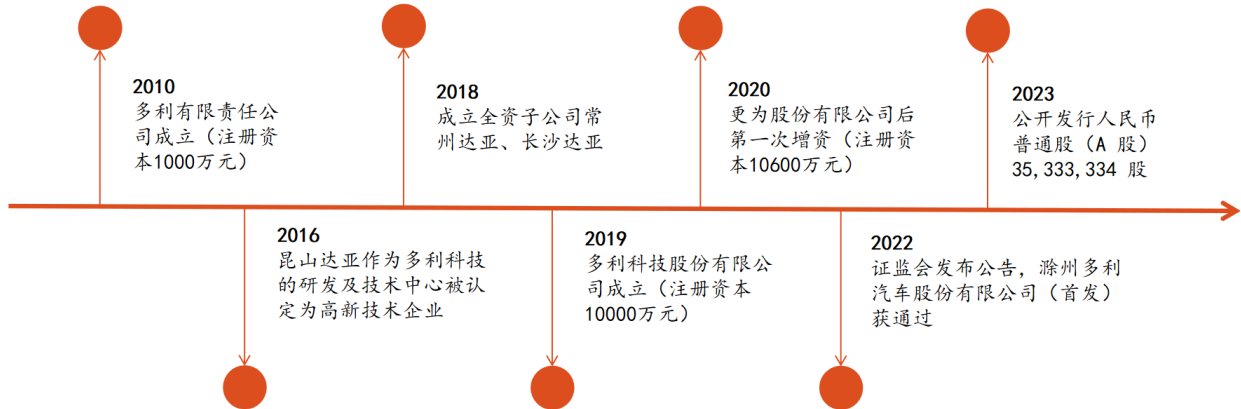 2010
多利有限责任公
司成立（注册资
本1000万元）
2016
昆山达亚作为多利科技
的研发及技术中心被认
定为高新技术企业
2018
成立全资子公司常
州达亚、长沙达亚
2019
多利科技股份有限公
司成立（注册资本
10000万元）
2020
更为股份有限公司后
第一次增资（注册资
本10600万元）
2022
证监会发布公告，滁州多利
汽车股份有限公司（首发）
获通过
2023
公开发行人民币
普通股（A 股）
35,333,334 股